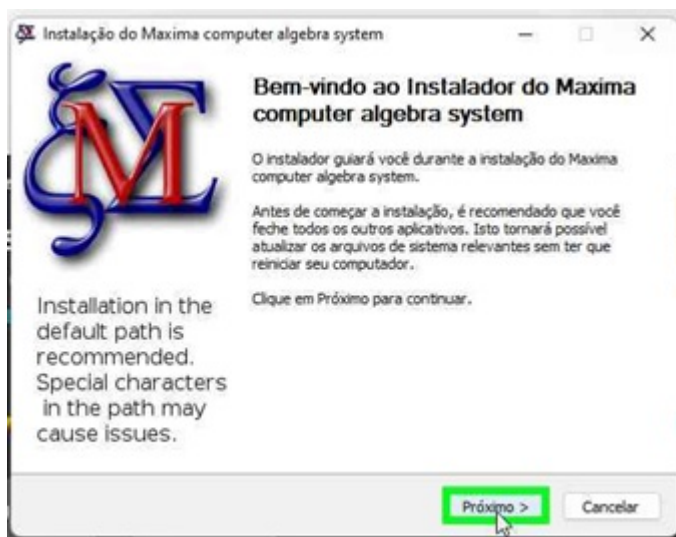 Instalação do Maxima computer algebra system
Bem-vindo ao Instalador do Maxima
computer algebra system
O instalador guiará você durante a instalação do Maxima
computer algebra system.
Antes de começar a instalação, é recomendado que você
feche todos os outros aplicativos. Isto tornará possível
atualizar os arquivos de sistema relevantes sem ter que
reiniciar seu computador.
Clique em Próximo para continuar.
Installation in the
default path is
recommended.
Special characters
in the path may
cause issues.
Próximo >
Cancelar